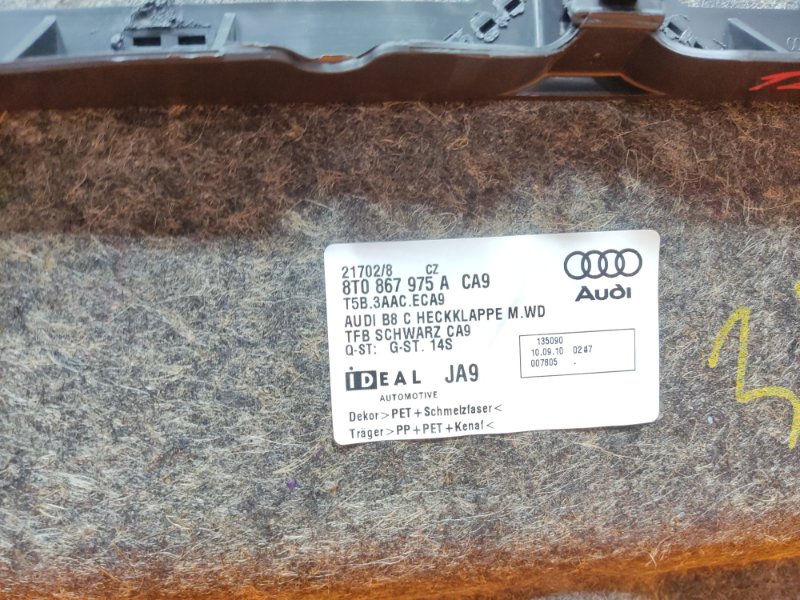 21702/8 CZ
8T0 867 975 A CA9
T5B.3AAC.ECA9
AUDI B8 C HECKKLAPPE M.WD
TFB SCHWARZ CA9
Q-ST: G-ST. 14S
Audi
135090
10.09.10 0247
007805 -
iDEAL JA9
AUTOMOTIVE
Dekor>PET+Schmelzfaser<
Träger>PP+PET+Kenaf<